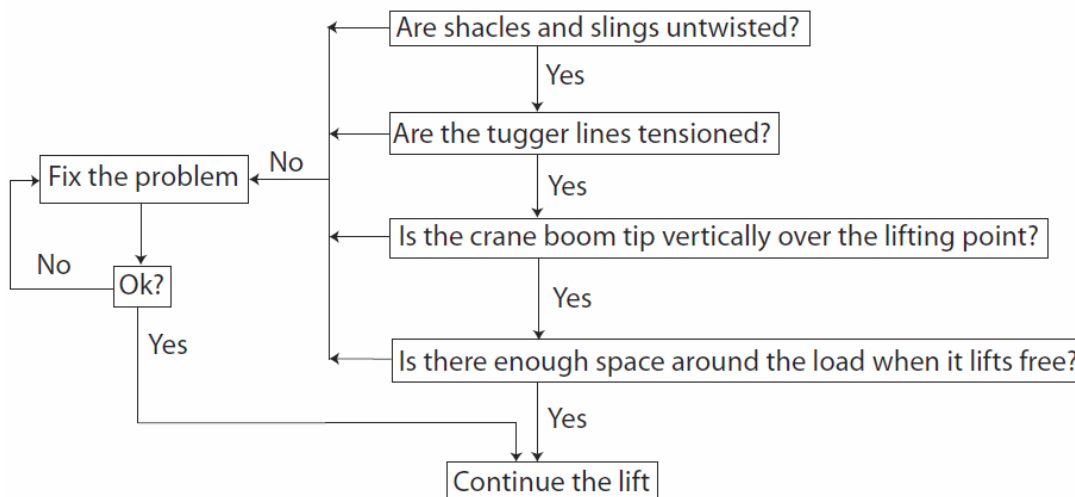 Are shacles and slings untwisted?
Yes
Are the tugger lines tensioned?
No
Fix the problem
Yes
Is the crane boom tip vertically over the lifting point?
No
Ok?
Yes
Yes
Is there enough space around the load when it lifts free?
Yes
Continue the lift